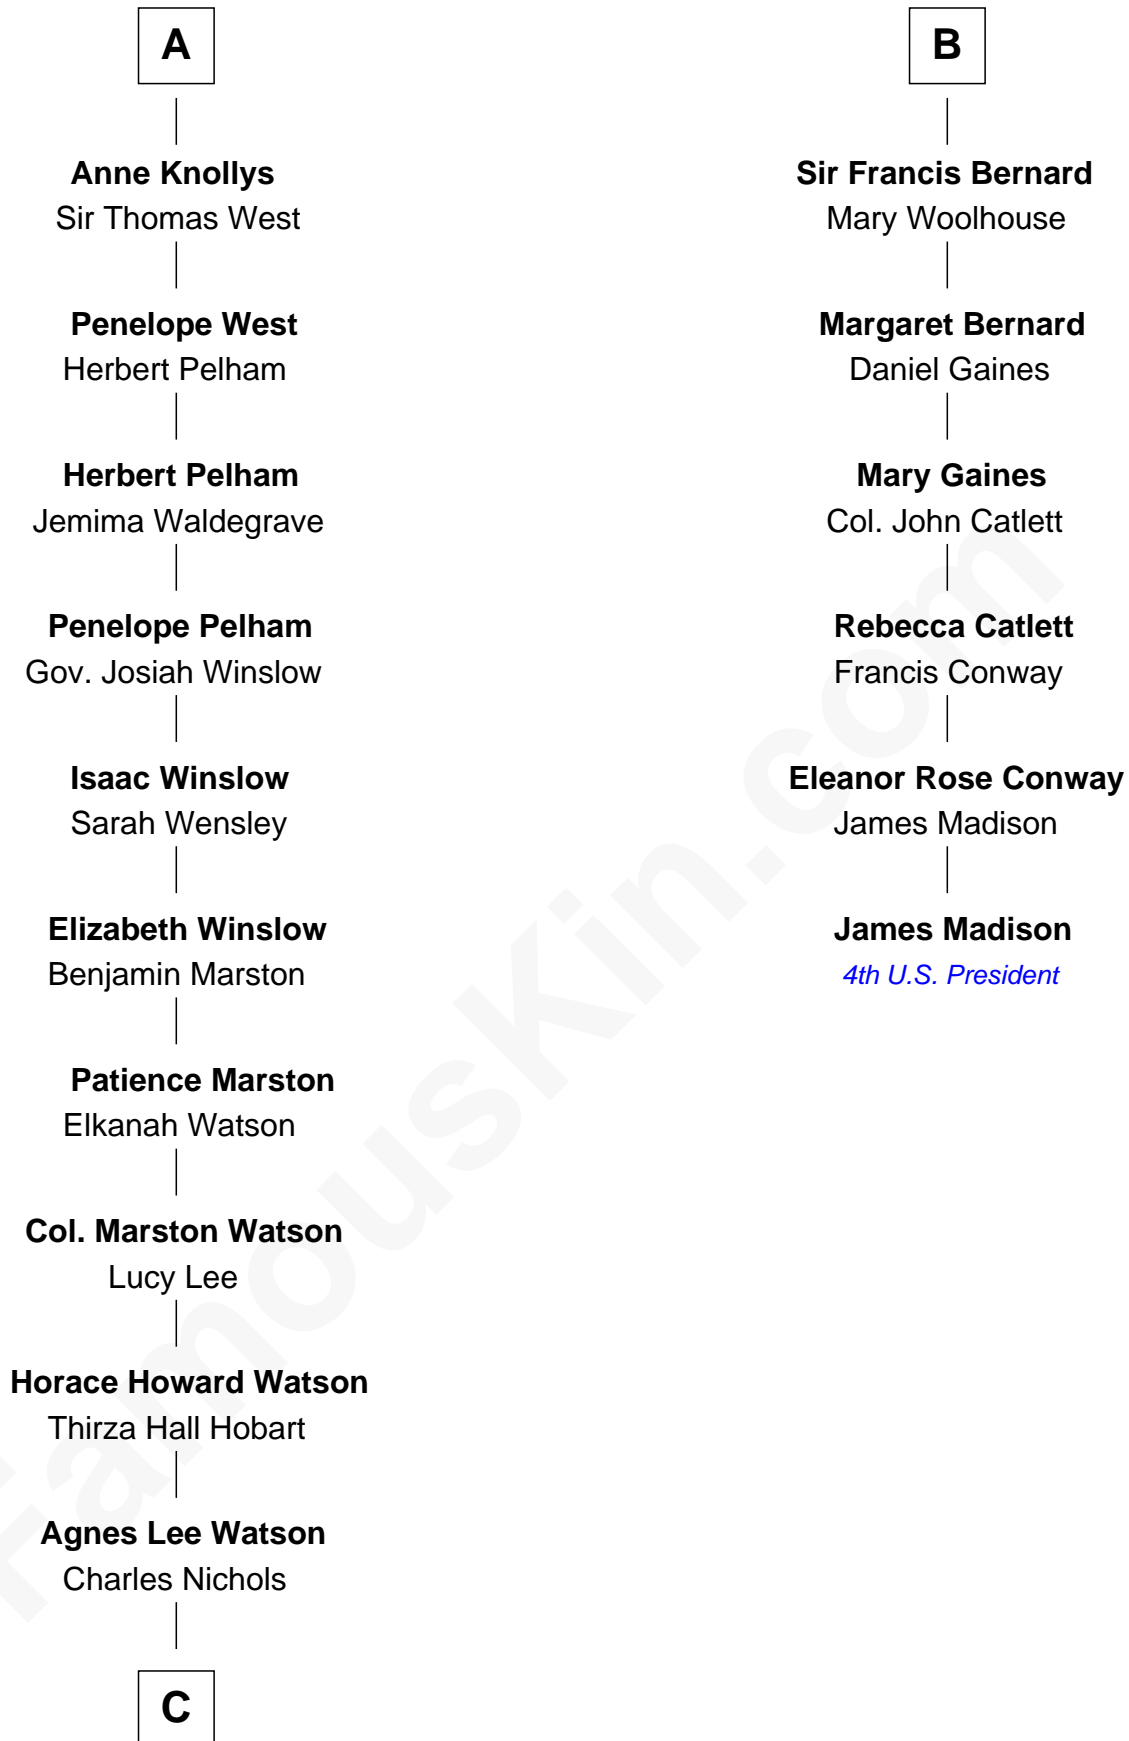 A
Anne Knollys
Sir Thomas West
Penelope West
Herbert Pelham
Herbert Pelham
Jemima Waldegrave
Penelope Pelham
Gov. Josiah Winslow
Isaac Winslow
Sarah Wensley
Elizabeth Winslow
Benjamin Marston
Patience Marston
Elkanah Watson
Col. Marston Watson
Lucy Lee
Horace Howard Watson
Thirza Hall Hobart
Agnes Lee Watson
Charles Nichols
C
B
Sir Francis Bernard
Mary Woolhouse
Margaret Bernard
Daniel Gaines
Mary Gaines
Col. John Catlett
Rebecca Catlett
Francis Conway
Eleanor Rose Conway
James Madison
James Madison
4th U.S. President
FamousKin.com